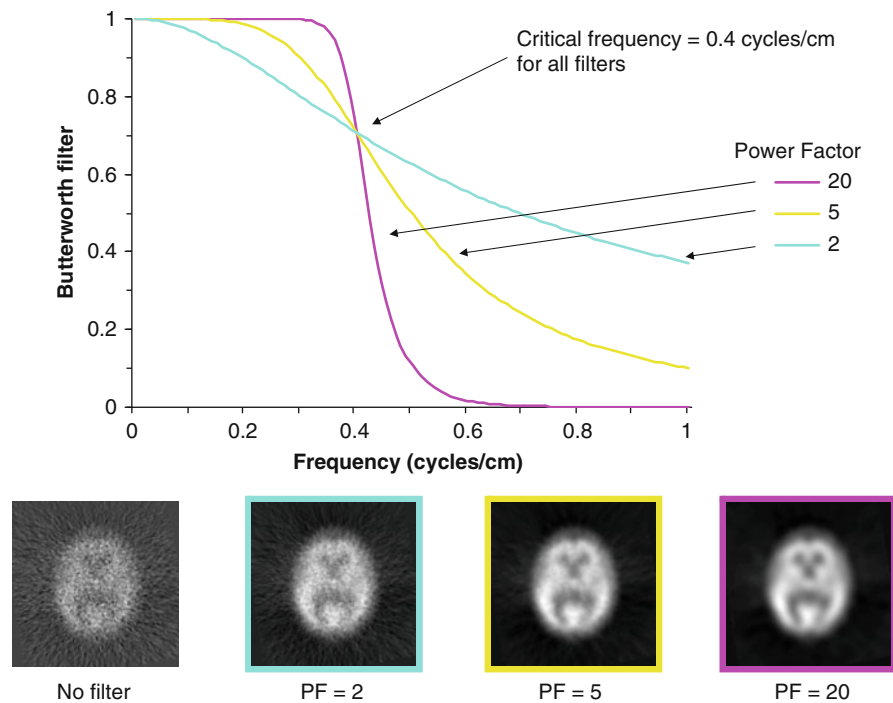 1
0.8
0.6
0.4
0.2
0
Butterworth filter
0
0.2
0.4
0.6
0.8
1
Frequency (cycles/cm)
Critical frequency = 0.4 cycles/cm
for all filters
Power Factor
20
5
2
No filter
PF = 2
PF = 5
PF = 20